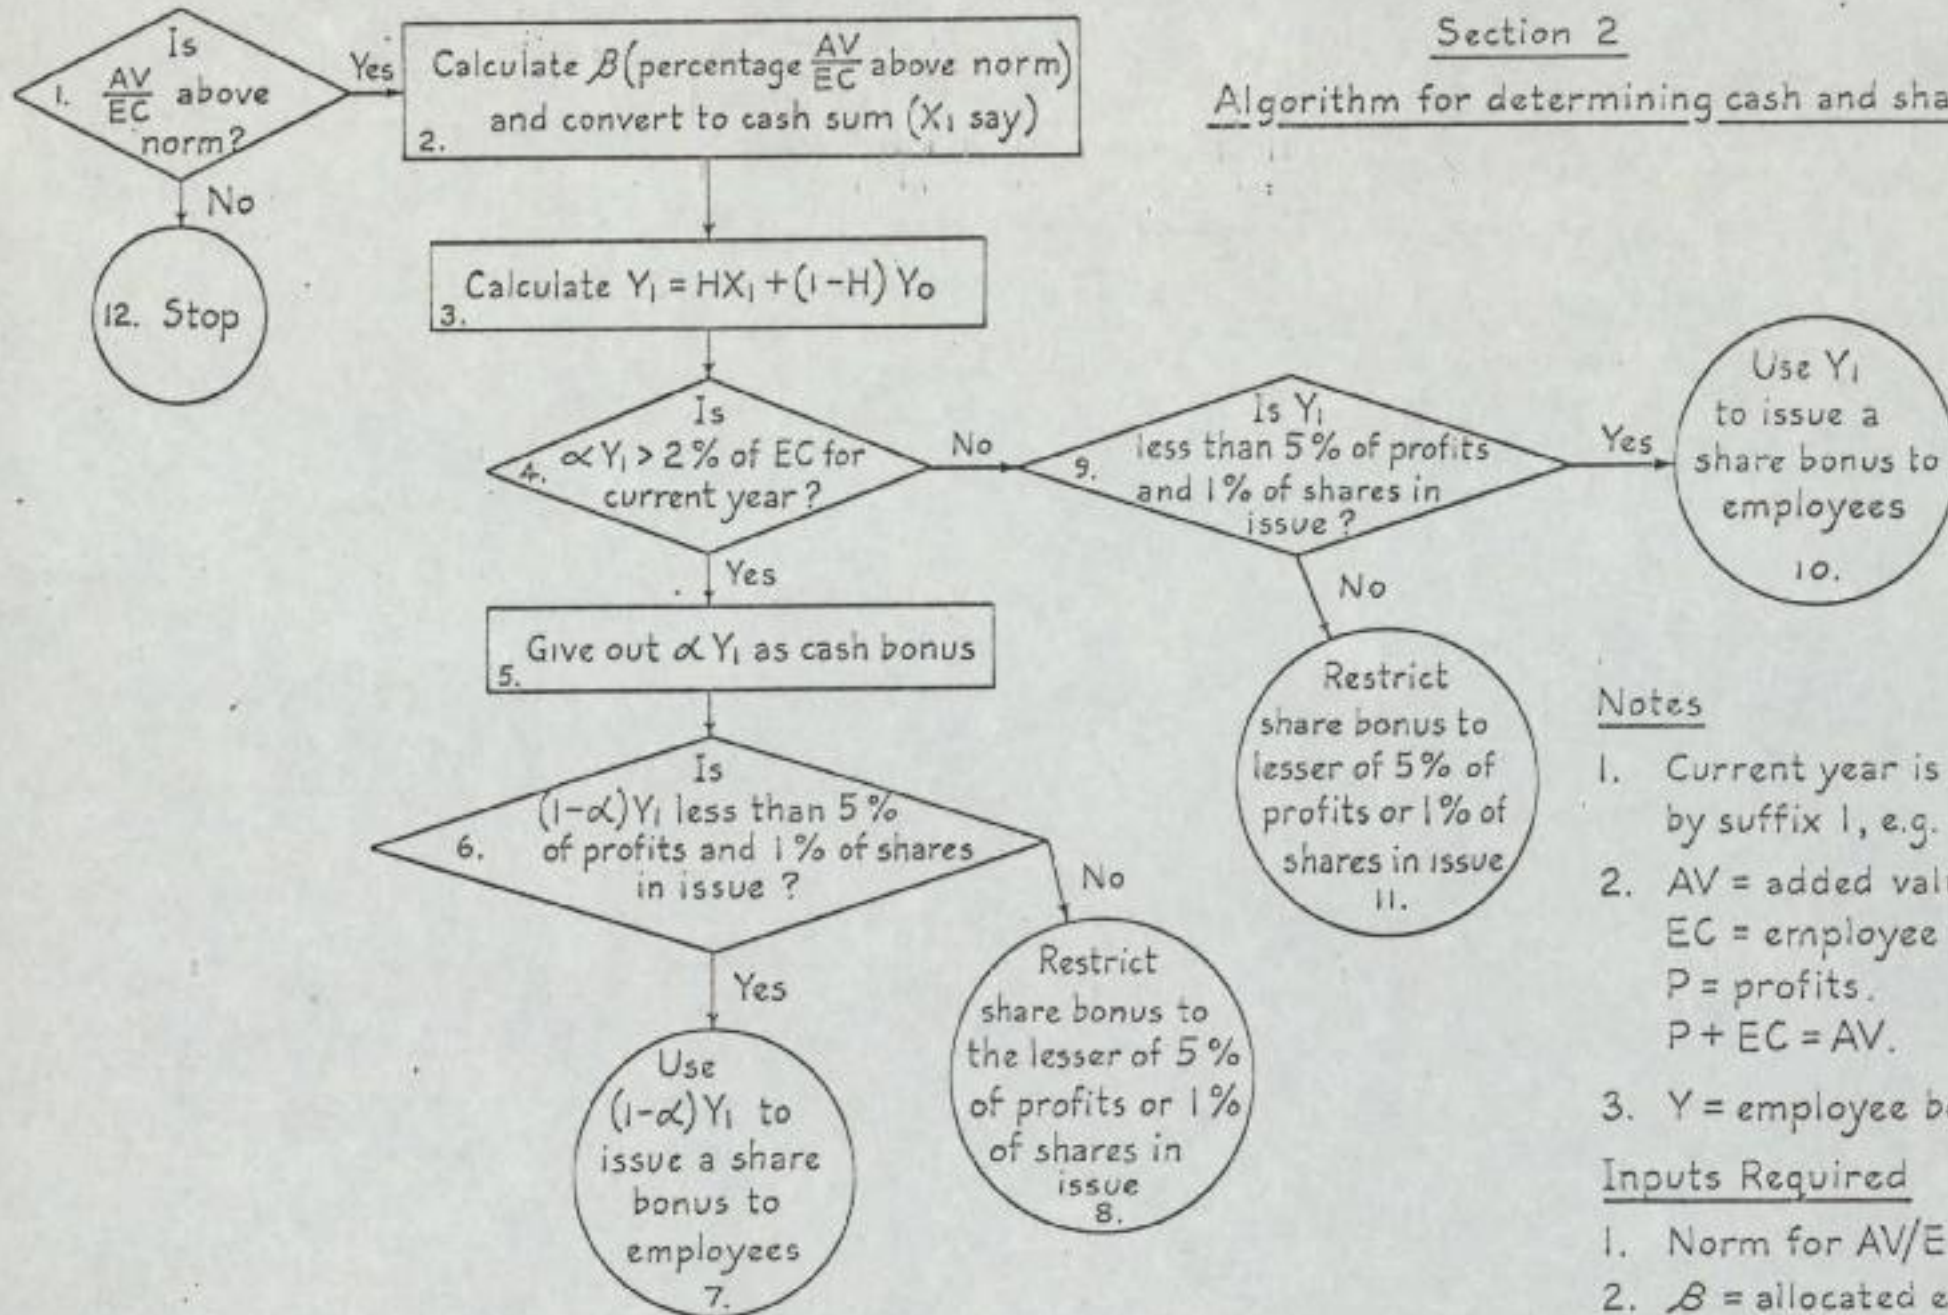 Section 2
Algorithm for determining cash and sha
Is
1. AV/EC above
norm?
Yes
No
12. Stop
Calculate β (percentage AV/EC above norm)
and convert to cash sum (X₁ say)
2.
Calculate Y₁ = HX₁ + (1-H) Y₀
3.
Is
4. αY₁ > 2% of EC for
current year?
No
Yes
Give out αY₁ as cash bonus
5.
Is
(1-α)Y₁ less than 5%
6. of profits and 1% of shares
in issue?
Yes
No
Use
(1-α)Y₁ to
issue a share
bonus to
employees
7.
Restrict
share bonus to
the lesser of 5%
of profits or 1%
of shares in
issue
8.
Is Y₁
9. less than 5% of profits
and 1% of shares in
issue?
Yes
No
Use Y₁
to issue a
share bonus to
employees
10.
Restrict
share bonus to
lesser of 5% of
profits or 1% of
shares in issue
11.
Notes
1. Current year is
by suffix 1, e.g.
2. AV = added val
EC = employee
P = profits.
P + EC = AV.
3. Y = employee b
Inputs Required
1. Norm for AV/E
2. β = allocated e